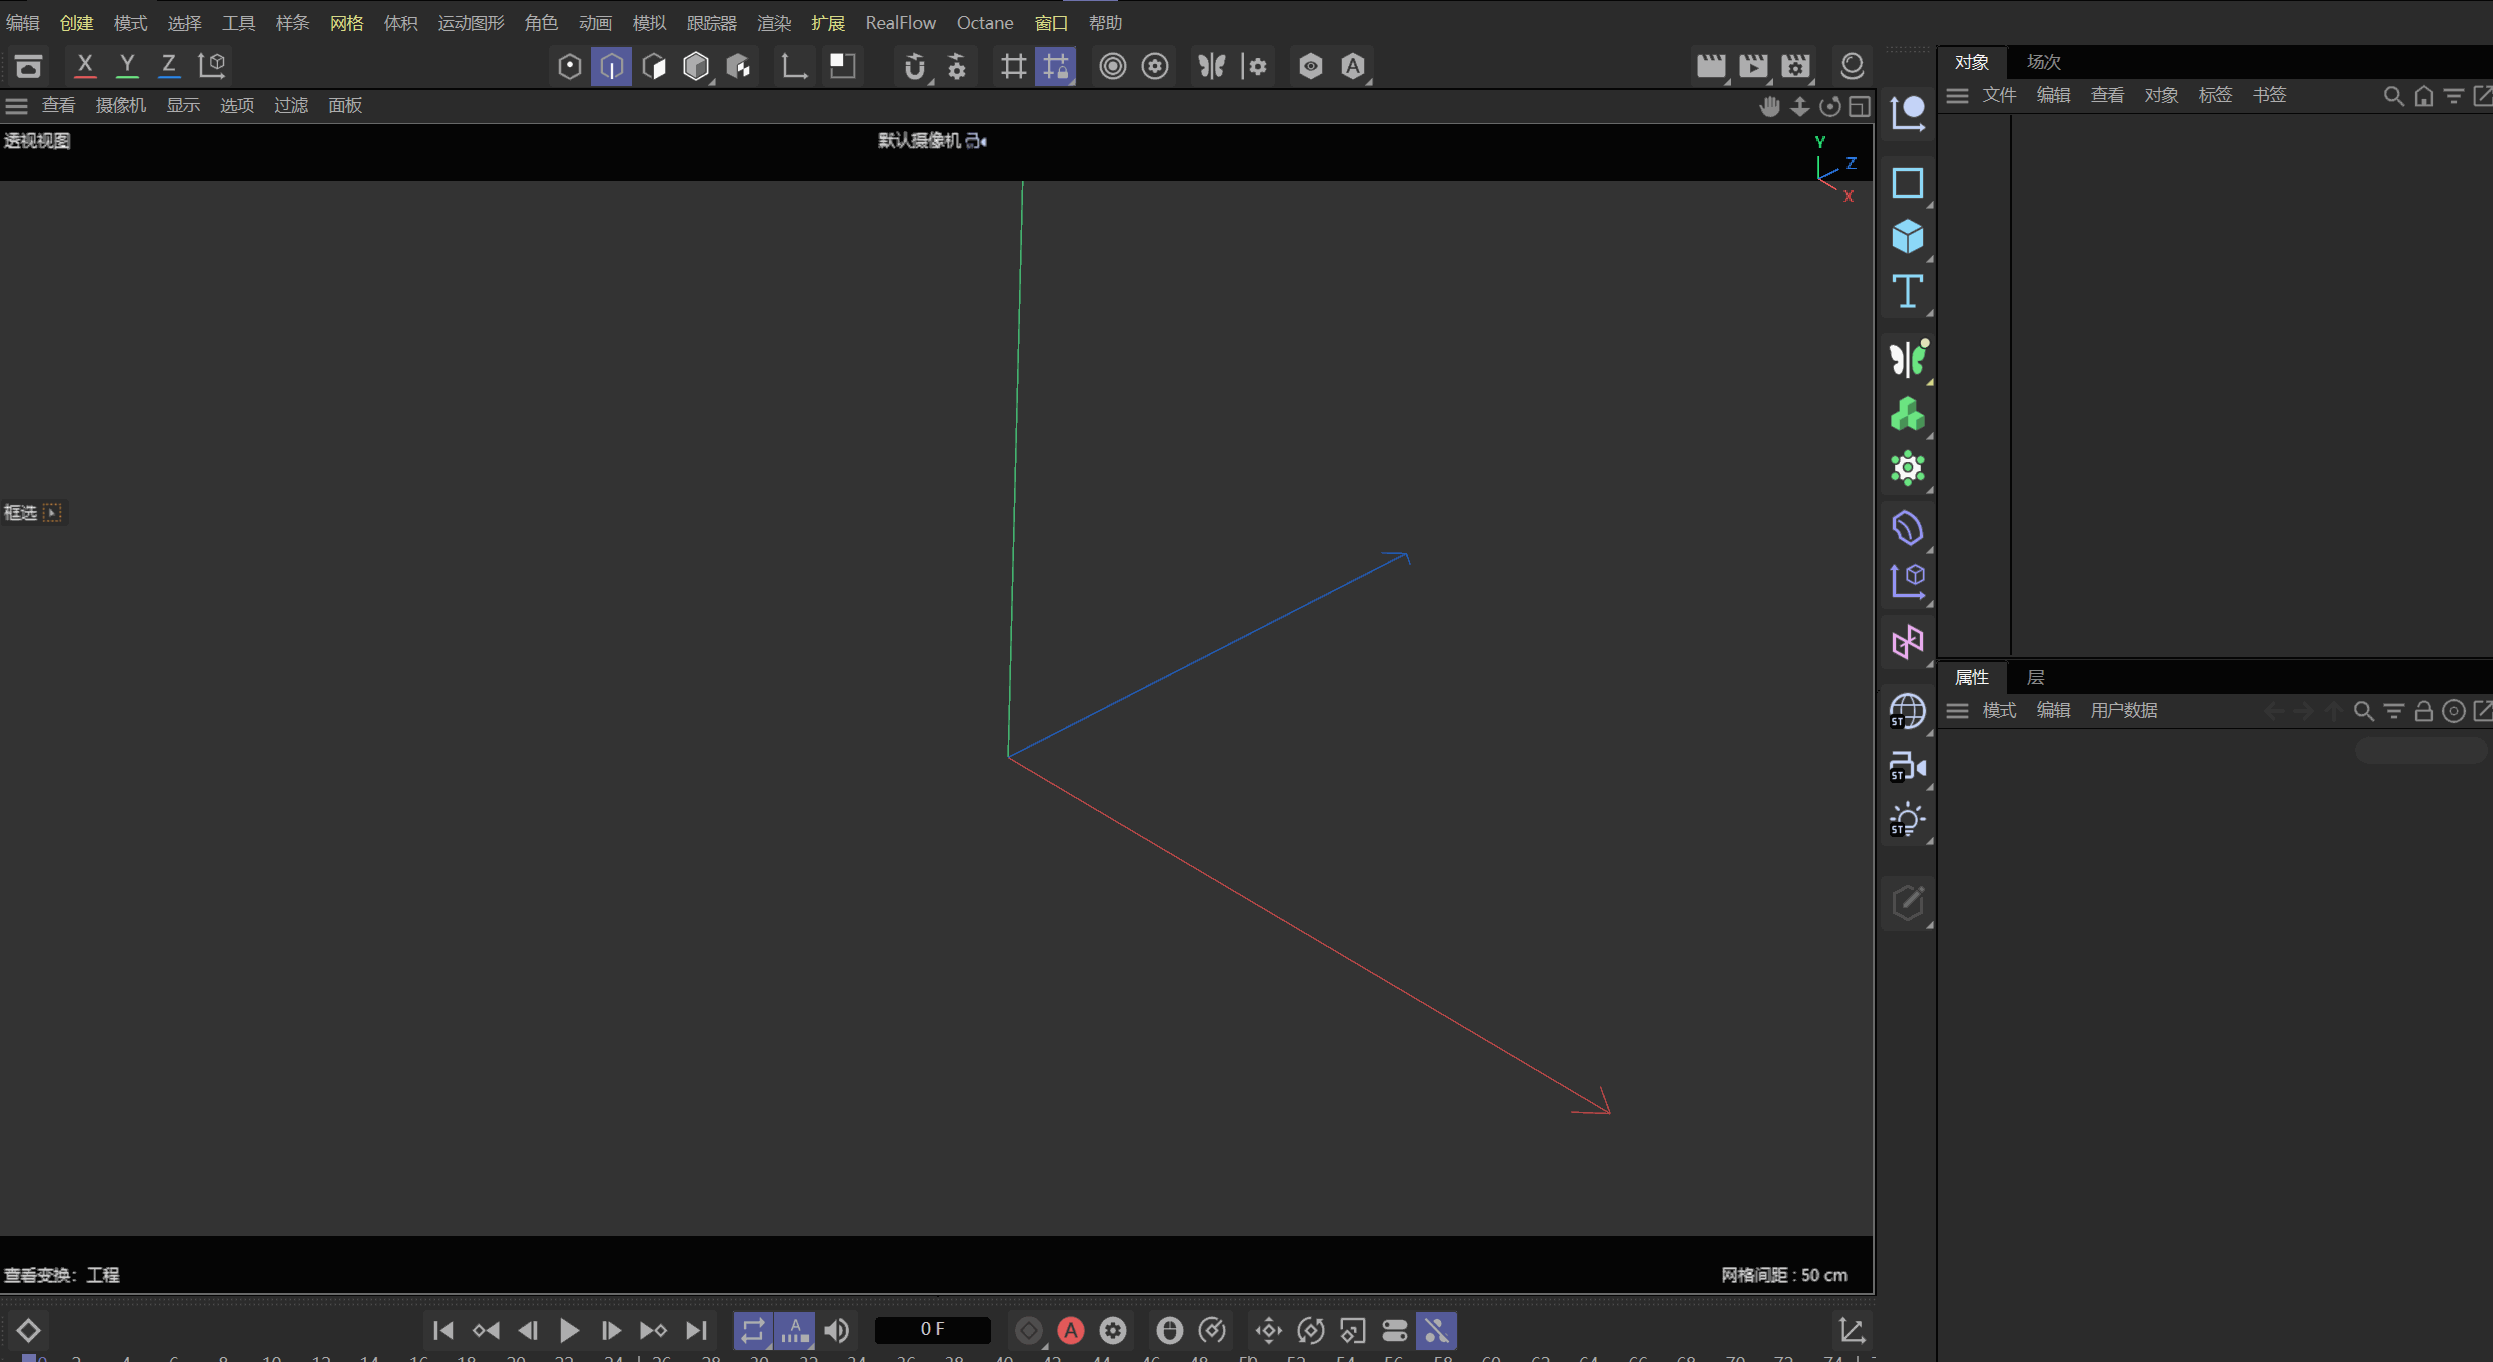 编辑 创建 模式 选择 工具 样条 网格 体积 运动图形 角色 动画 模拟 跟踪器 渲染 扩展 RealFlow Octane 窗口 帮助
X Y Z A
对象 场次
查看 摄像机 显示 选项 过滤 面板
文件 编辑 查看 对象 标签 书签
透视视图 默认摄像机
Y
Z
X
框选
属性 层
模式 编辑 用户数据
ST
ST
ST
查看变换: 工程 网格间距 : 50 cm
A 0 F A